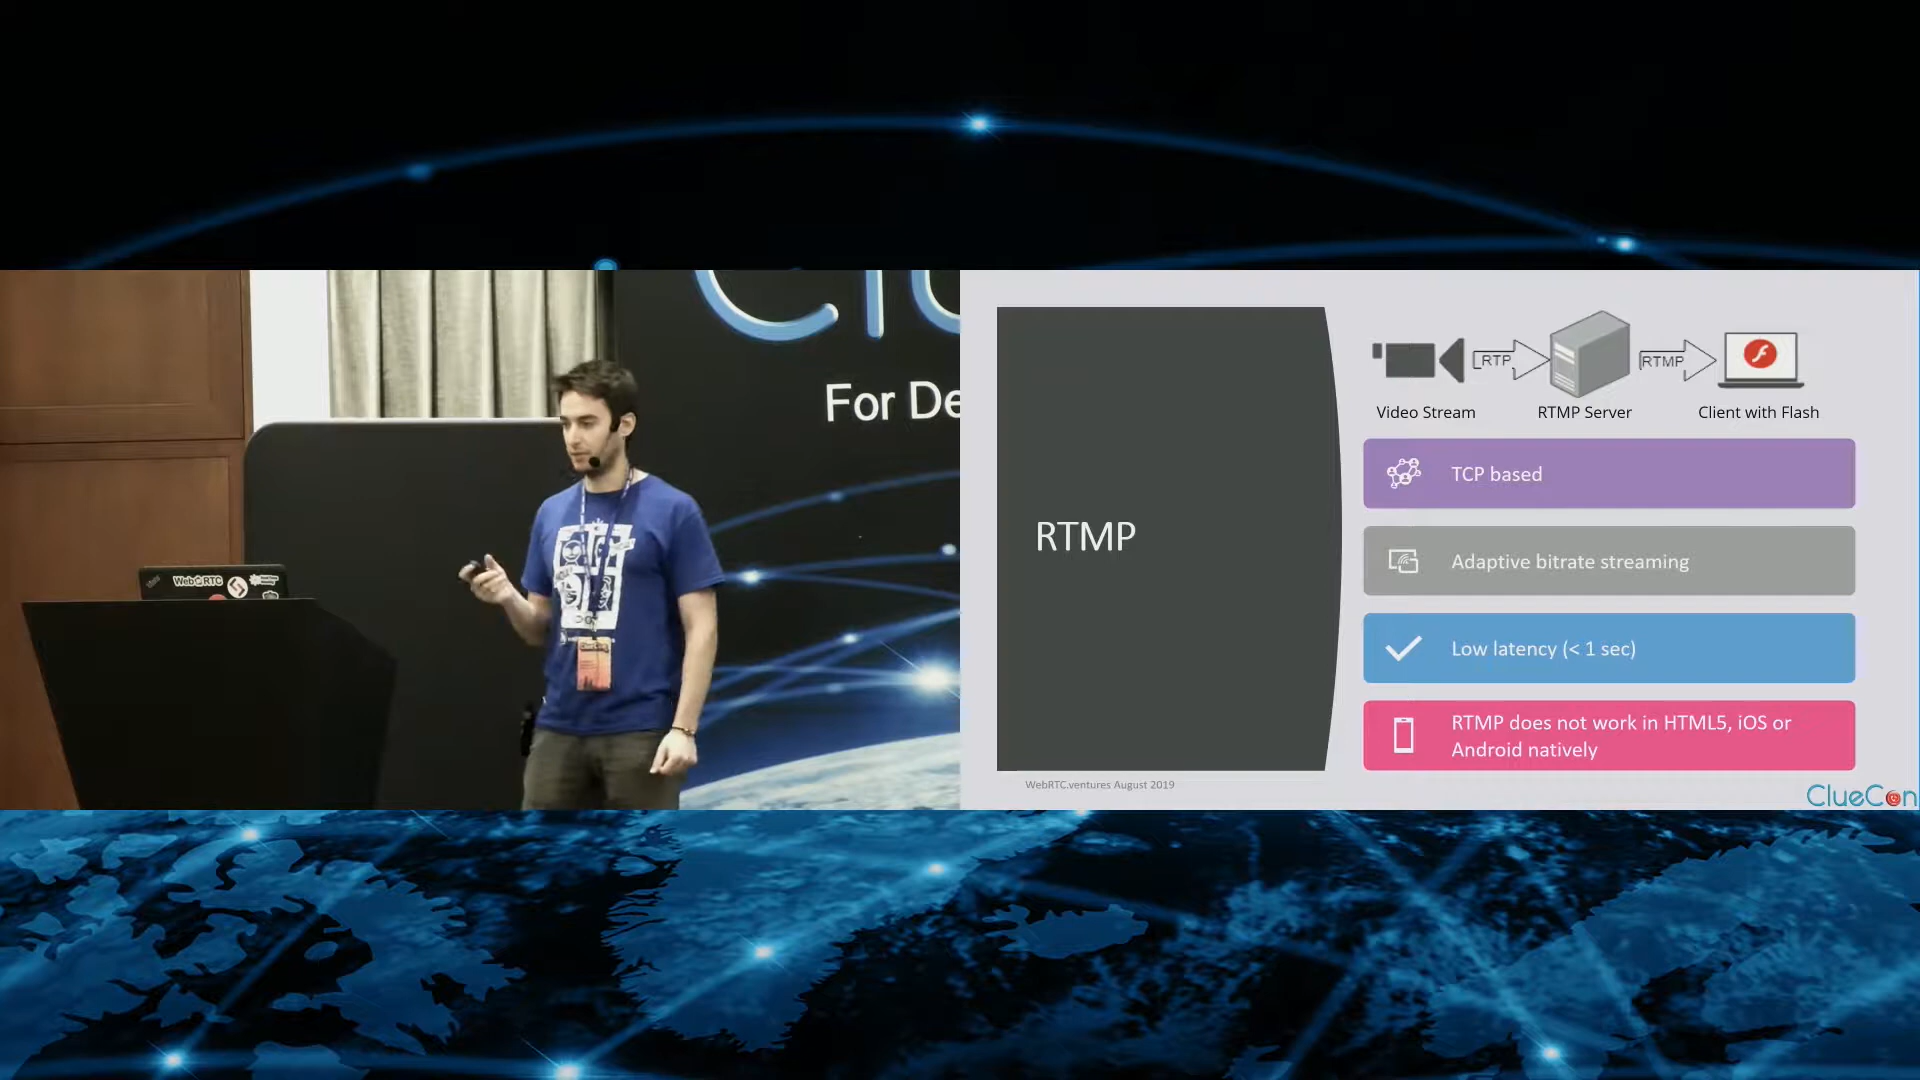 For De
WebRTC
RTMP
RTP
RTMP
Video Stream
RTMP Server
Client with Flash
TCP based
Adaptive bitrate streaming
Low latency (< 1 sec)
RTMP does not work in HTML5, iOS or
Android natively
WebRTC.ventures August 2019
ClueCon